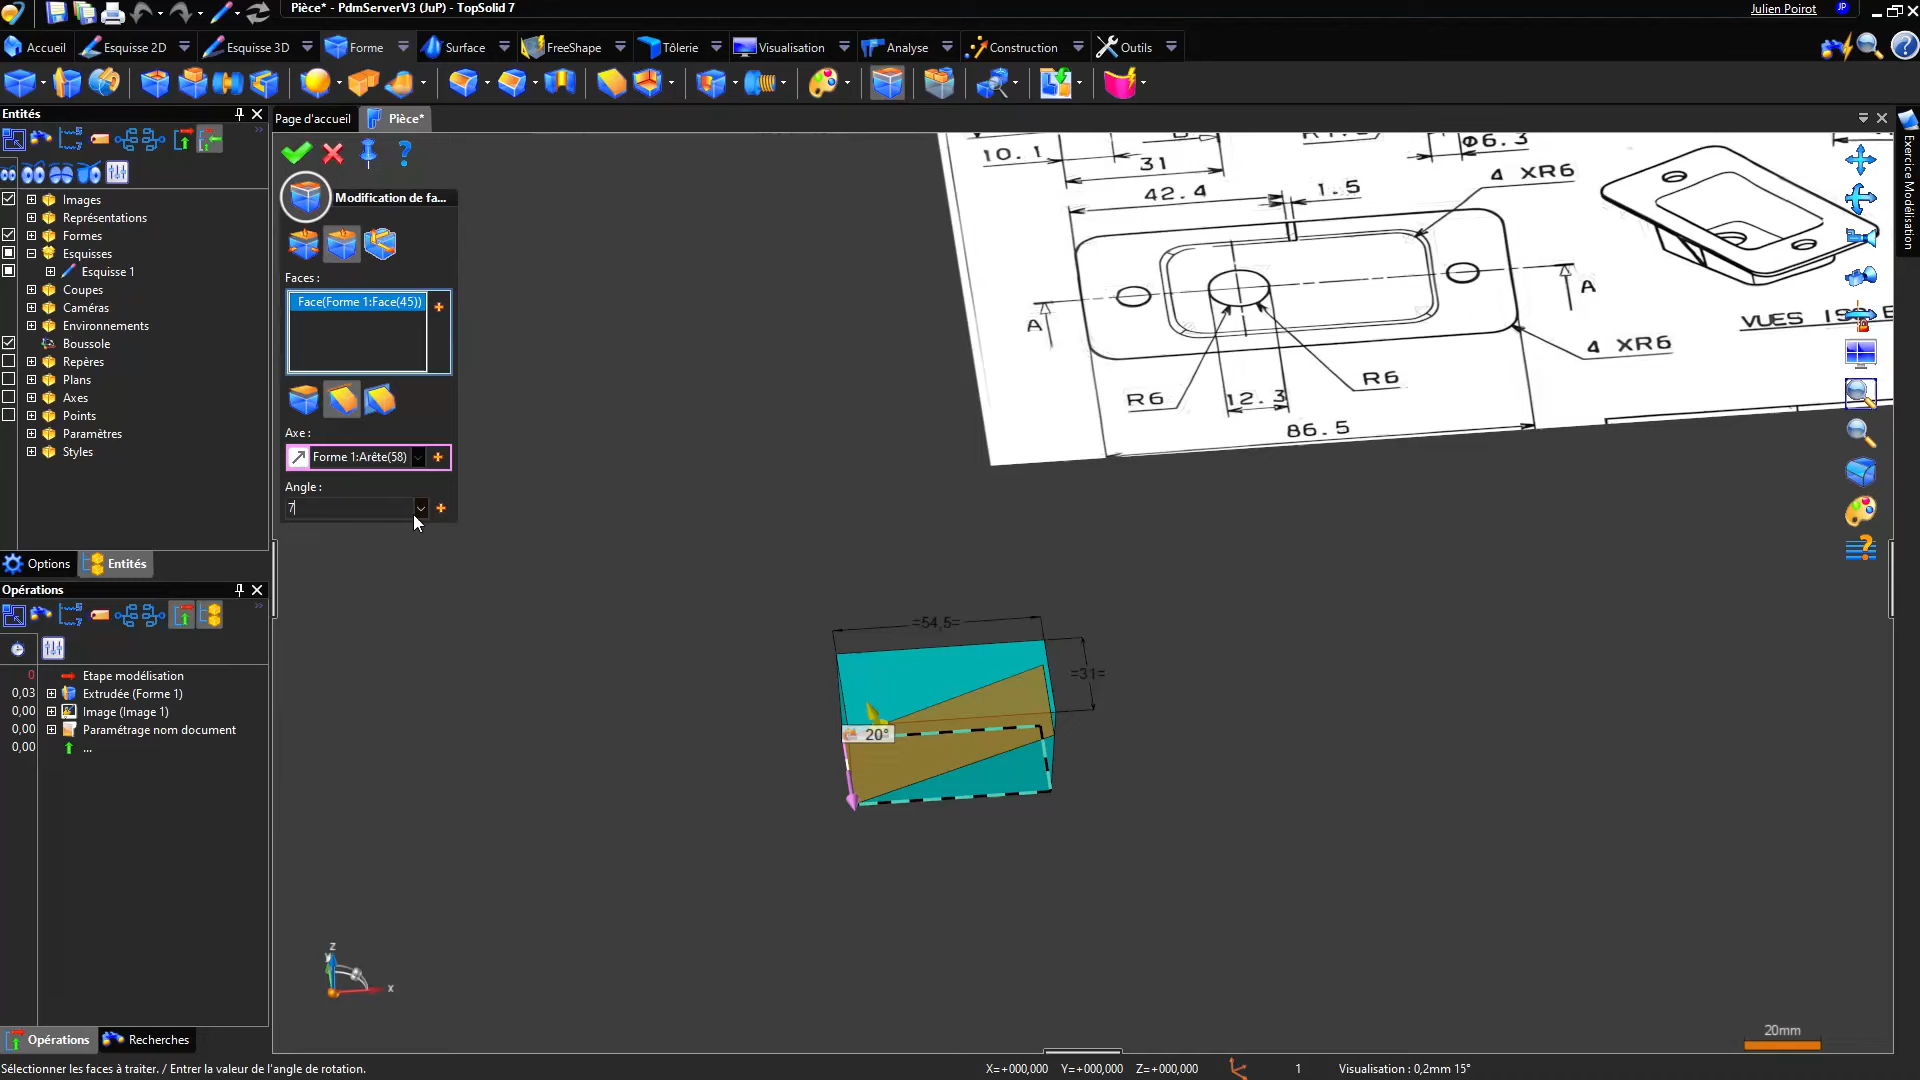 Pièce* - PdmServerV3 (JuP) - TopSolid 7
Julien Poirot
JP
Accueil
Esquisse 2D
Esquisse 3D
Forme
Surface
FreeShape
Tôlerie
Visualisation
Analyse
Construction
Outils
Entités
Page d'accueil
Pièce*
Images
Représentations
Formes
Esquisses
Esquisse 1
Coupes
Caméras
Environnements
Boussole
Repères
Plans
Axes
Points
Paramètres
Styles
Options
Entités
Opérations
0
Etape modélisation
0,03
Extrudée (Forme 1)
0,00
Image (Image 1)
0,00
Paramétrage nom document
0,00
...
Opérations
Recherches
Modification de fa...
Faces :
Face(Forme 1:Face(45))
Axe :
Forme 1:Arête(58)
Angle :
7
10.1
31
42.4
1.5
Φ6.3
4 XR6
A
A
4 XR6
R6
R6
12.3
86.5
=54,5=
=31=
20°
z
x
20mm
Exercice Modélisation
Sélectionner les faces à traiter. / Entrer la valeur de l'angle de rotation.
X=+000,000
Y=+000,000
Z=+000,000
1
Visualisation : 0,2mm 15°